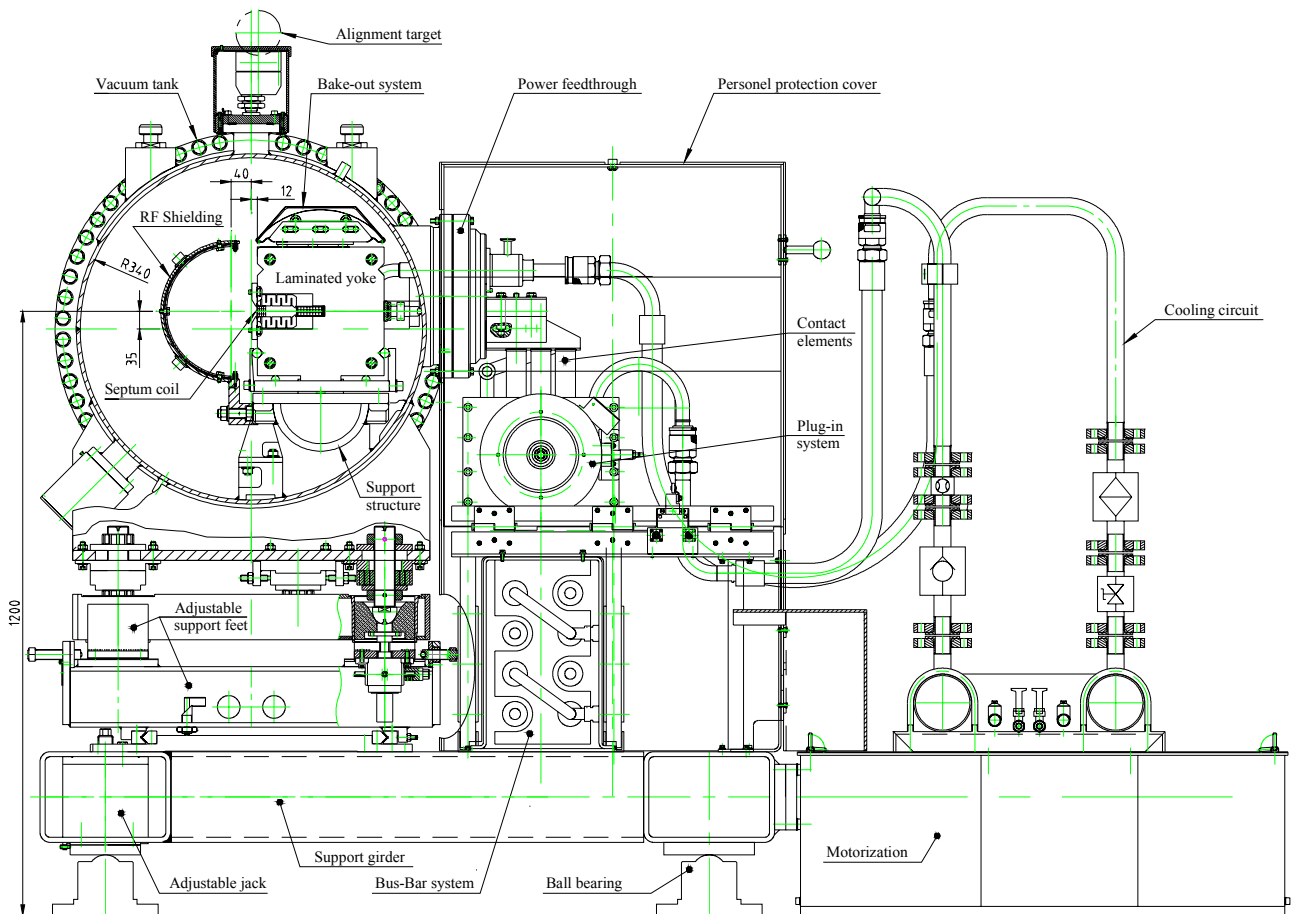 Alignment target
Vacuum tank
Bake-out system
Power feedthrough
Personel protection cover
40
12
RF Shielding
R340
Laminated yoke
Contact
elements
Cooling circuit
35
Septum coil
Plug-in
system
Support
structure
1200
Adjustable
support feet
Motorization
Support girder
Adjustable jack
Bus-Bar system
Ball bearing